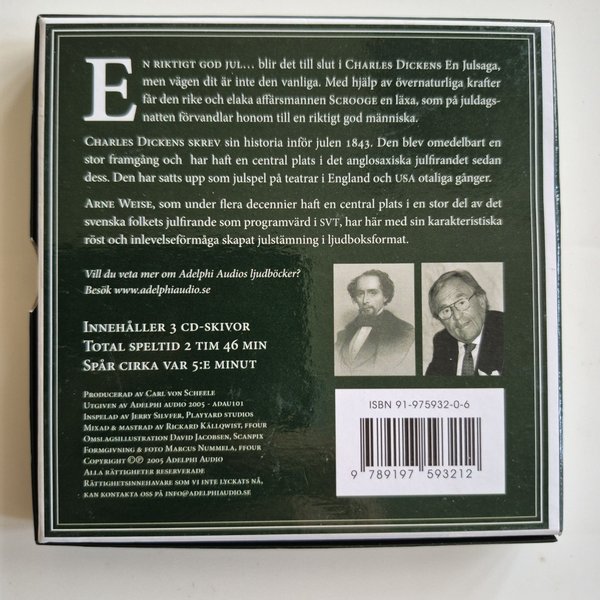 EN RIKTIGT GOD JUL... blir det till slut i CHARLES DICKENS En Julsaga,
men vägen dit är inte den vanliga. Med hjälp av övernaturliga krafter
får den rike och elaka affärsmannen SCROOGE en läxa, som på juldags-
natten förvandlar honom till en riktigt god människa.
CHARLES DICKENS SKREV sin historia inför julen 1843. Den blev omedelbart en
stor framgång och har haft en central plats i det anglosaxiska julfirandet sedan
dess. Den har satts upp som julspel på teatrar i England och USA otaliga gånger.
ARNE WEISE, som under flera decennier haft en central plats i en stor del av det
svenska folkets julfirande som programvärd i SVT, har här med sin karakteristiska
röst och inlevelseförmåga skapat julstämning i ljudboksformat.
Vill du veta mer om Adelphi Audios ljudböcker?
Besök www.adelphiaudio.se
INNEHÅLLER 3 CD-SKIVOR
TOTAL SPELTID 2 TIM 46 MIN
SPÅR CIRKA VAR 5:E MINUT
PRODUCERAD AV CARL VON SCHEELE
UTGIVEN AV ADELPHI AUDIO 2005 - ADAU101
INSPELAD AV JERRY SILVFER, PLAYYARD STUDIOS
MIXAD & MASTRAD AV RICKARD KÄLLQWIST, FFOUR
OMSLAGSILLUSTRATION DAVID JACOBSEN, SCANPIX
FORMGIVNING & FOTO MARCUS NUMMELA, FFOUR
COPYRIGHT ©℗ 2005 ADELPHI AUDIO
ALLA RÄTTIGHETER RESERVERADE
RÄTTIGHETSINNEHAVARE SOM VI INTE LYCKATS NÅ,
KAN KONTAKTA OSS PÅ INFO@ADELPHIAUDIO.SE
ISBN 91-975932-0-6
9 789197 593212